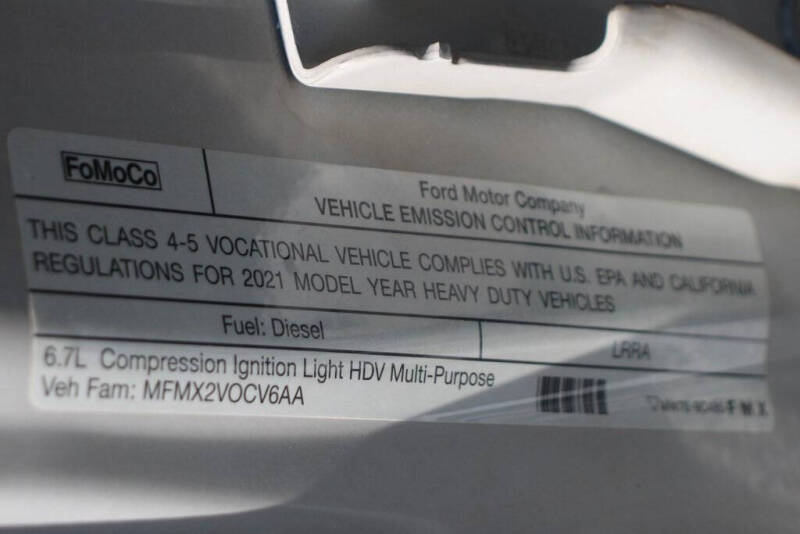 FoMoCo
Ford Motor Company
VEHICLE EMISSION CONTROL INFORMATION
THIS CLASS 4-5 VOCATIONAL VEHICLE COMPLIES WITH U.S. EPA AND CALIFORNIA
REGULATIONS FOR 2021 MODEL YEAR HEAVY DUTY VEHICLES
Fuel: Diesel
LRRA
6.7L Compression Ignition Light HDV Multi-Purpose
Veh Fam: MFMX2VOCV6AA
FMX